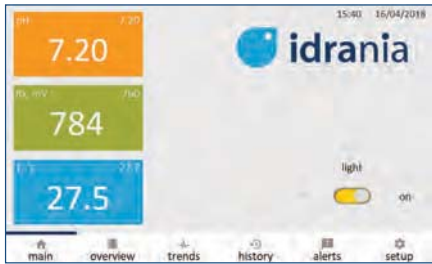 15:40 16/04/2018
pH 7.20
7.20
idrania
Rx, mV 760
784
27.5
light
on
main overview trends history alerts setup